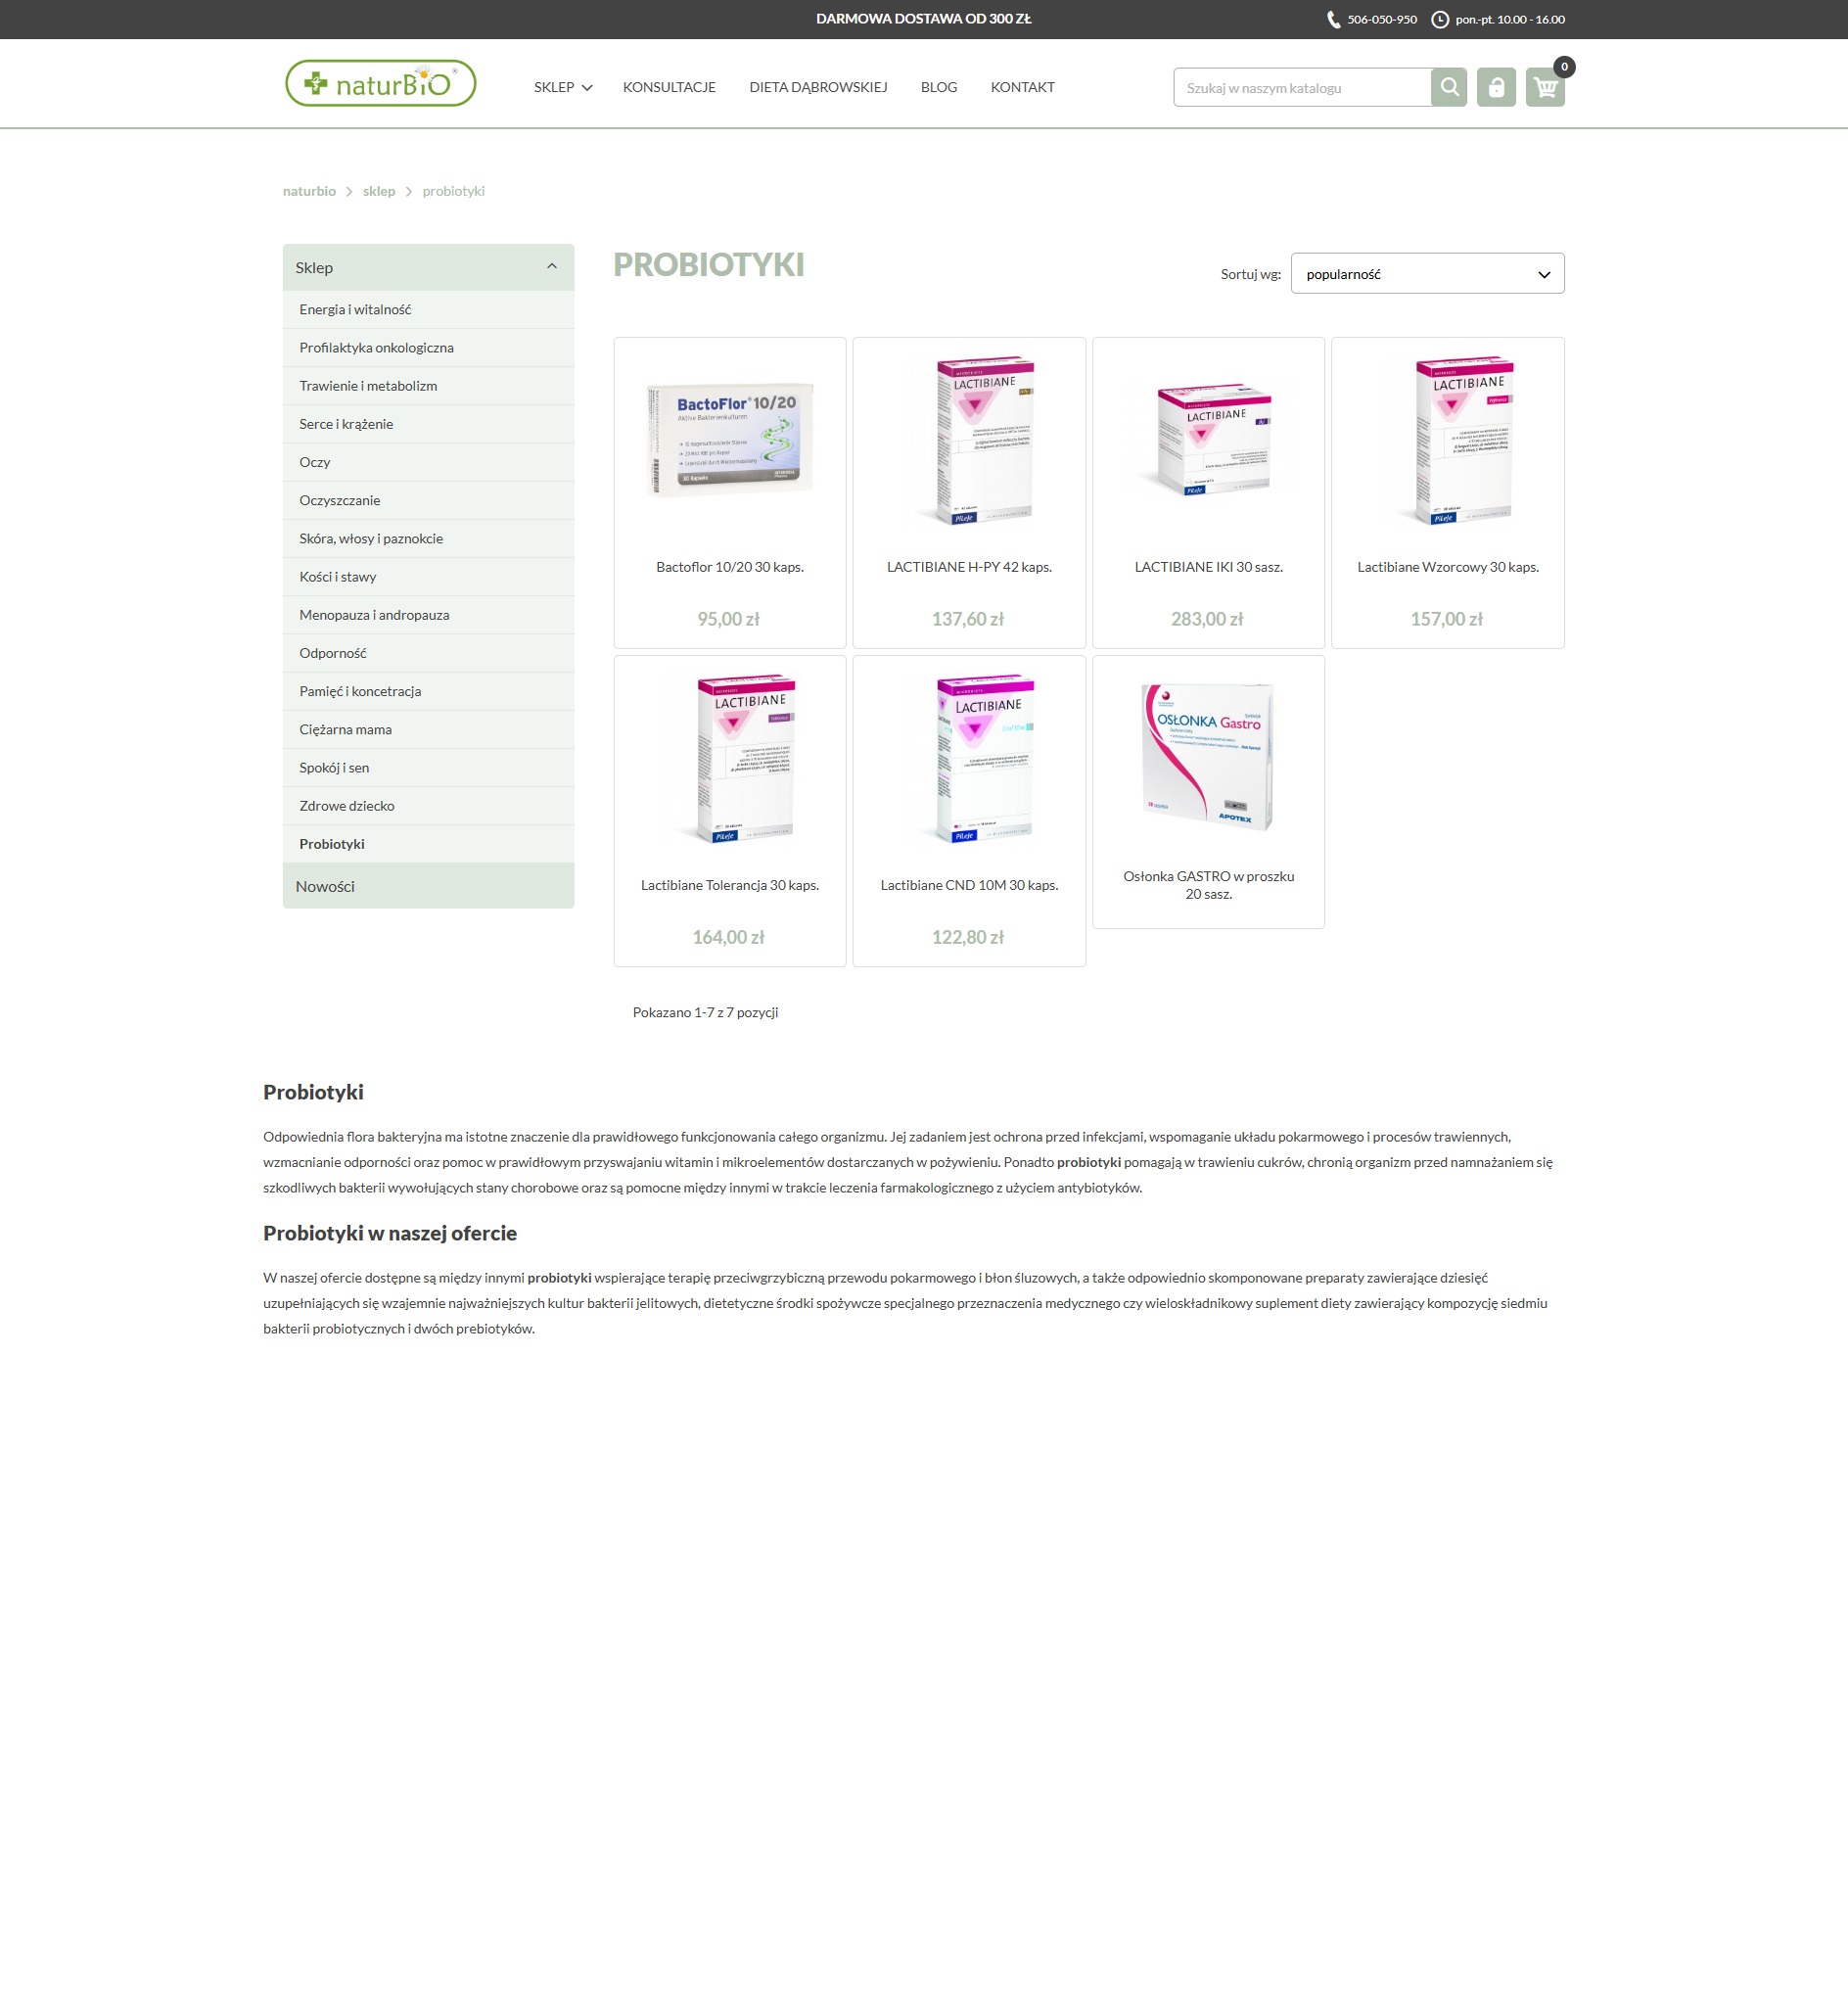 DARMOWA DOSTAWA OD 300 ZŁ
506-050-950
pon.-pt. 10.00 - 16.00
naturBiO®
SKLEP
KONSULTACJE
DIETA DĄBROWSKIEJ
BLOG
KONTAKT
Szukaj w naszym katalogu
0
naturbio
sklep
probiotyki
Sklep
Energia i witalność
Profilaktyka onkologiczna
Trawienie i metabolizm
Serce i krążenie
Oczy
Oczyszczanie
Skóra, włosy i paznokcie
Kości i stawy
Menopauza i andropauza
Odporność
Pamięć i koncetracja
Ciężarna mama
Spokój i sen
Zdrowe dziecko
Probiotyki
Nowości
PROBIOTYKI
Sortuj wg:
popularność
BactoFlor® 10/20
Aktive Bakterienkulturen
30 Kapseln
Bactoflor 10/20 30 kaps.
95,00 zł
LACTIBIANE
PiLeJe
LACTIBIANE H-PY 42 kaps.
137,60 zł
LACTIBIANE
PiLeJe
LACTIBIANE IKI 30 sasz.
283,00 zł
LACTIBIANE
PiLeJe
Lactibiane Wzorcowy 30 kaps.
157,00 zł
LACTIBIANE
PiLeJe
Lactibiane Tolerancja 30 kaps.
164,00 zł
LACTIBIANE
PiLeJe
Lactibiane CND 10M 30 kaps.
122,80 zł
OSŁONKA Gastro
APOTEX
Osłonka GASTRO w proszku
20 sasz.
Pokazano 1-7 z 7 pozycji
Probiotyki
Odpowiednia flora bakteryjna ma istotne znaczenie dla prawidłowego funkcjonowania całego organizmu. Jej zadaniem jest ochrona przed infekcjami, wspomaganie układu pokarmowego i procesów trawiennych,
wzmacnianie odporności oraz pomoc w prawidłowym przyswajaniu witamin i mikroelementów dostarczanych w pożywieniu. Ponadto probiotyki pomagają w trawieniu cukrów, chronią organizm przed namnażaniem się
szkodliwych bakterii wywołujących stany chorobowe oraz są pomocne między innymi w trakcie leczenia farmakologicznego z użyciem antybiotyków.
Probiotyki w naszej ofercie
W naszej ofercie dostępne są między innymi probiotyki wspierające terapię przeciwgrzybiczną przewodu pokarmowego i błon śluzowych, a także odpowiednio skomponowane preparaty zawierające dziesięć
uzupełniających się wzajemnie najważniejszych kultur bakterii jelitowych, dietetyczne środki spożywcze specjalnego przeznaczenia medycznego czy wieloskładnikowy suplement diety zawierający kompozycję siedmiu
bakterii probiotycznych i dwóch prebiotyków.